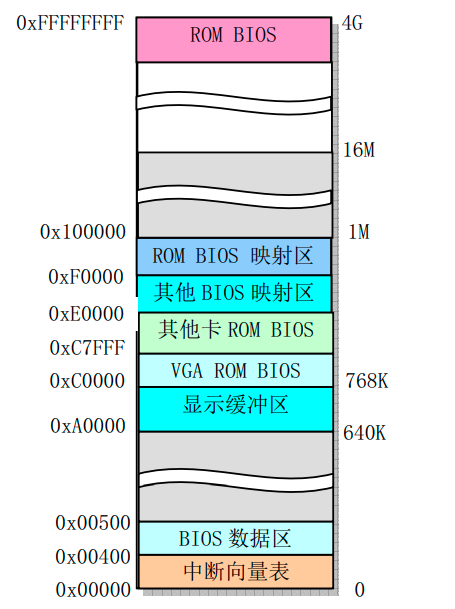 0xFFFFFFFF ROM BIOS 4G
16M
0x100000 1M
ROM BIOS 映射区
0xF0000
其他 BIOS 映射区
0xE0000
其他卡 ROM BIOS
0xC7FFF
VGA ROM BIOS
0xC0000 768K
显示缓冲区
0xA0000 640K
0x00500
BIOS 数据区
0x00400
中断向量表
0x00000 0